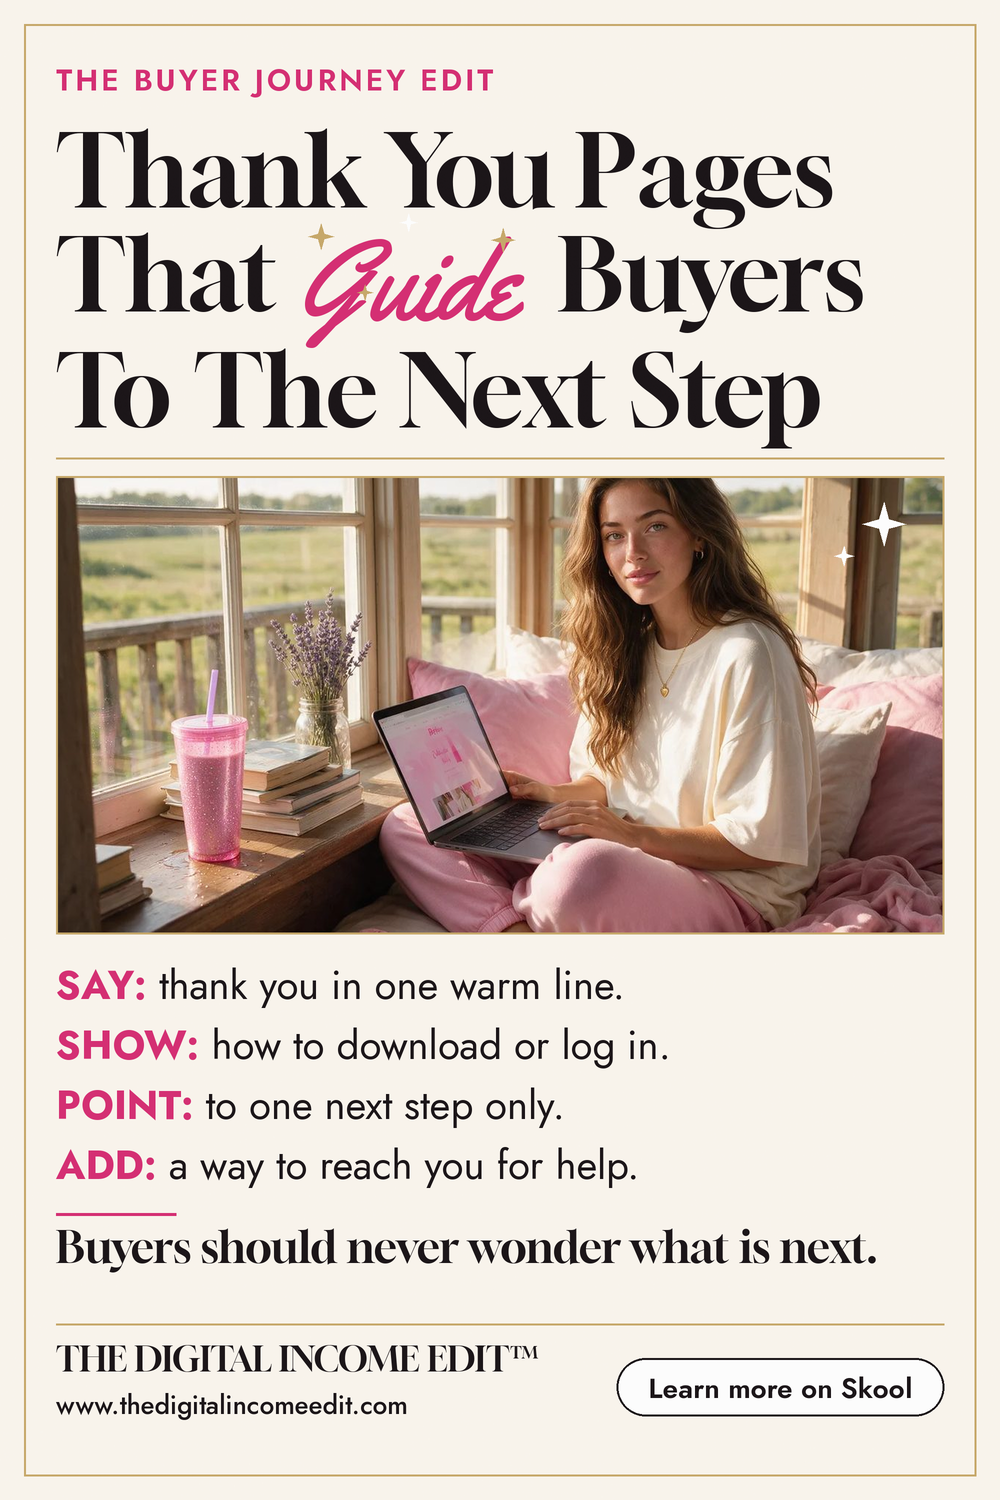 THE BUYER JOURNEY EDIT
Thank You Pages
That Guide Buyers
To The Next Step
SAY: thank you in one warm line.
SHOW: how to download or log in.
POINT: to one next step only.
ADD: a way to reach you for help.
Buyers should never wonder what is next.
THE DIGITAL INCOME EDIT™
www.thedigitalincomeedit.com
Learn more on Skool